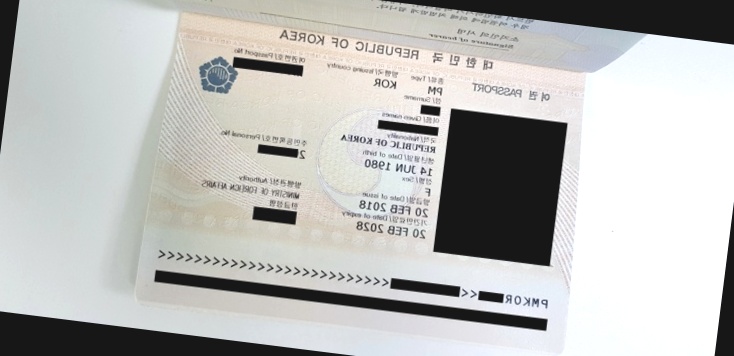 소지인의 서명
Signature of bearer
대한민국 REPUBLIC OF KOREA
여권 PASSPORT
종류/Type 발행국/Issuing country 여권번호/Passport No.
PM KOR
성/Surname
이름/Given names
국적/Nationality
REPUBLIC OF KOREA
생년월일/Date of birth 주민등록번호/Personal No.
14 JUN 1980 2
성별/Sex 발행관청/Authority
F MINISTRY OF FOREIGN AFFAIRS
발급일/Date of issue 한글성명
20 FEB 2018
기간만료일/Date of expiry
20 FEB 2028
PMKOR <<<<<<<<<<<<<<<<<<<<<<<<<<<<<